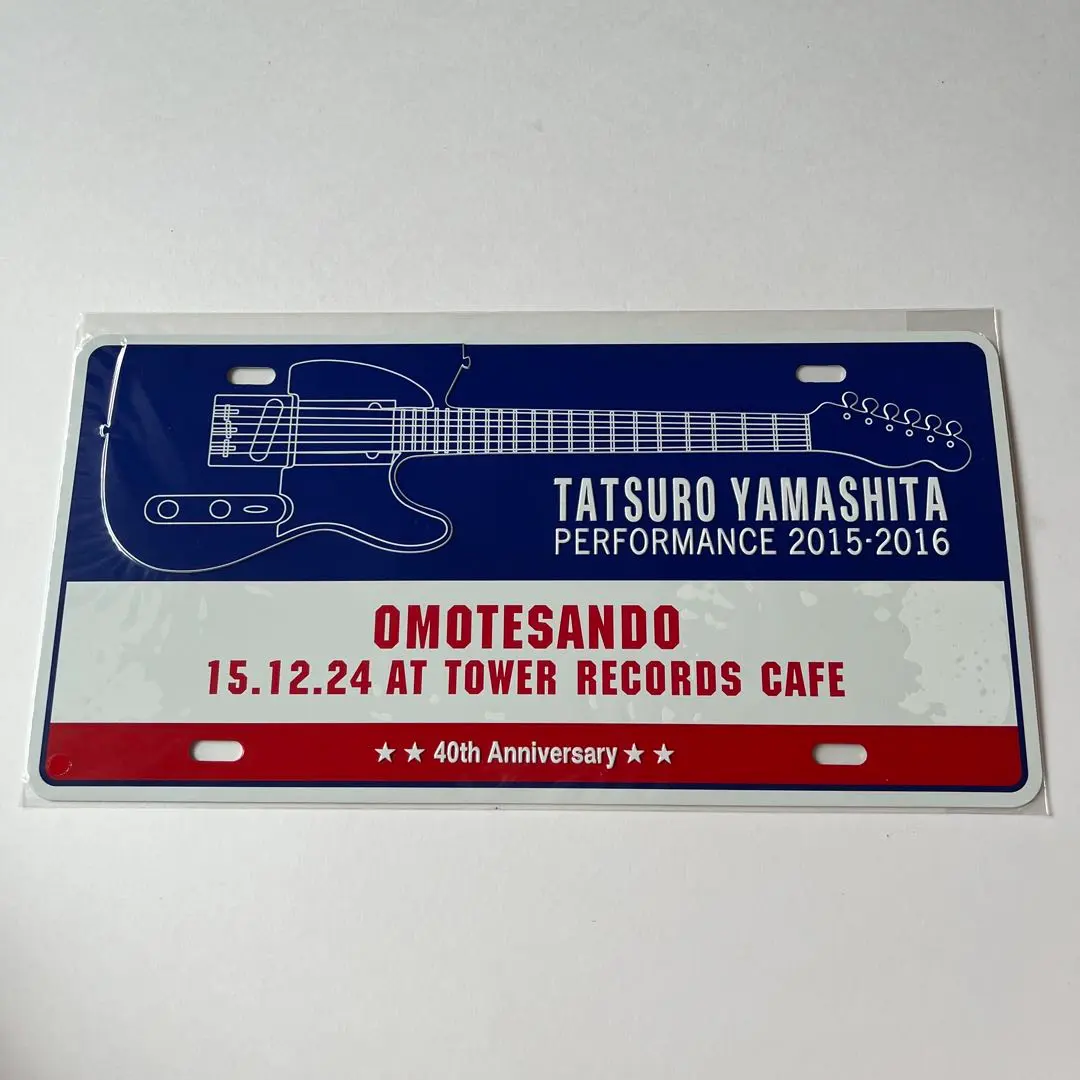 TATSURO YAMASHITA
PERFORMANCE 2015-2016
OMOTESANDO
15.12.24 AT TOWER RECORDS CAFE
★ ★ 40th Anniversary ★ ★